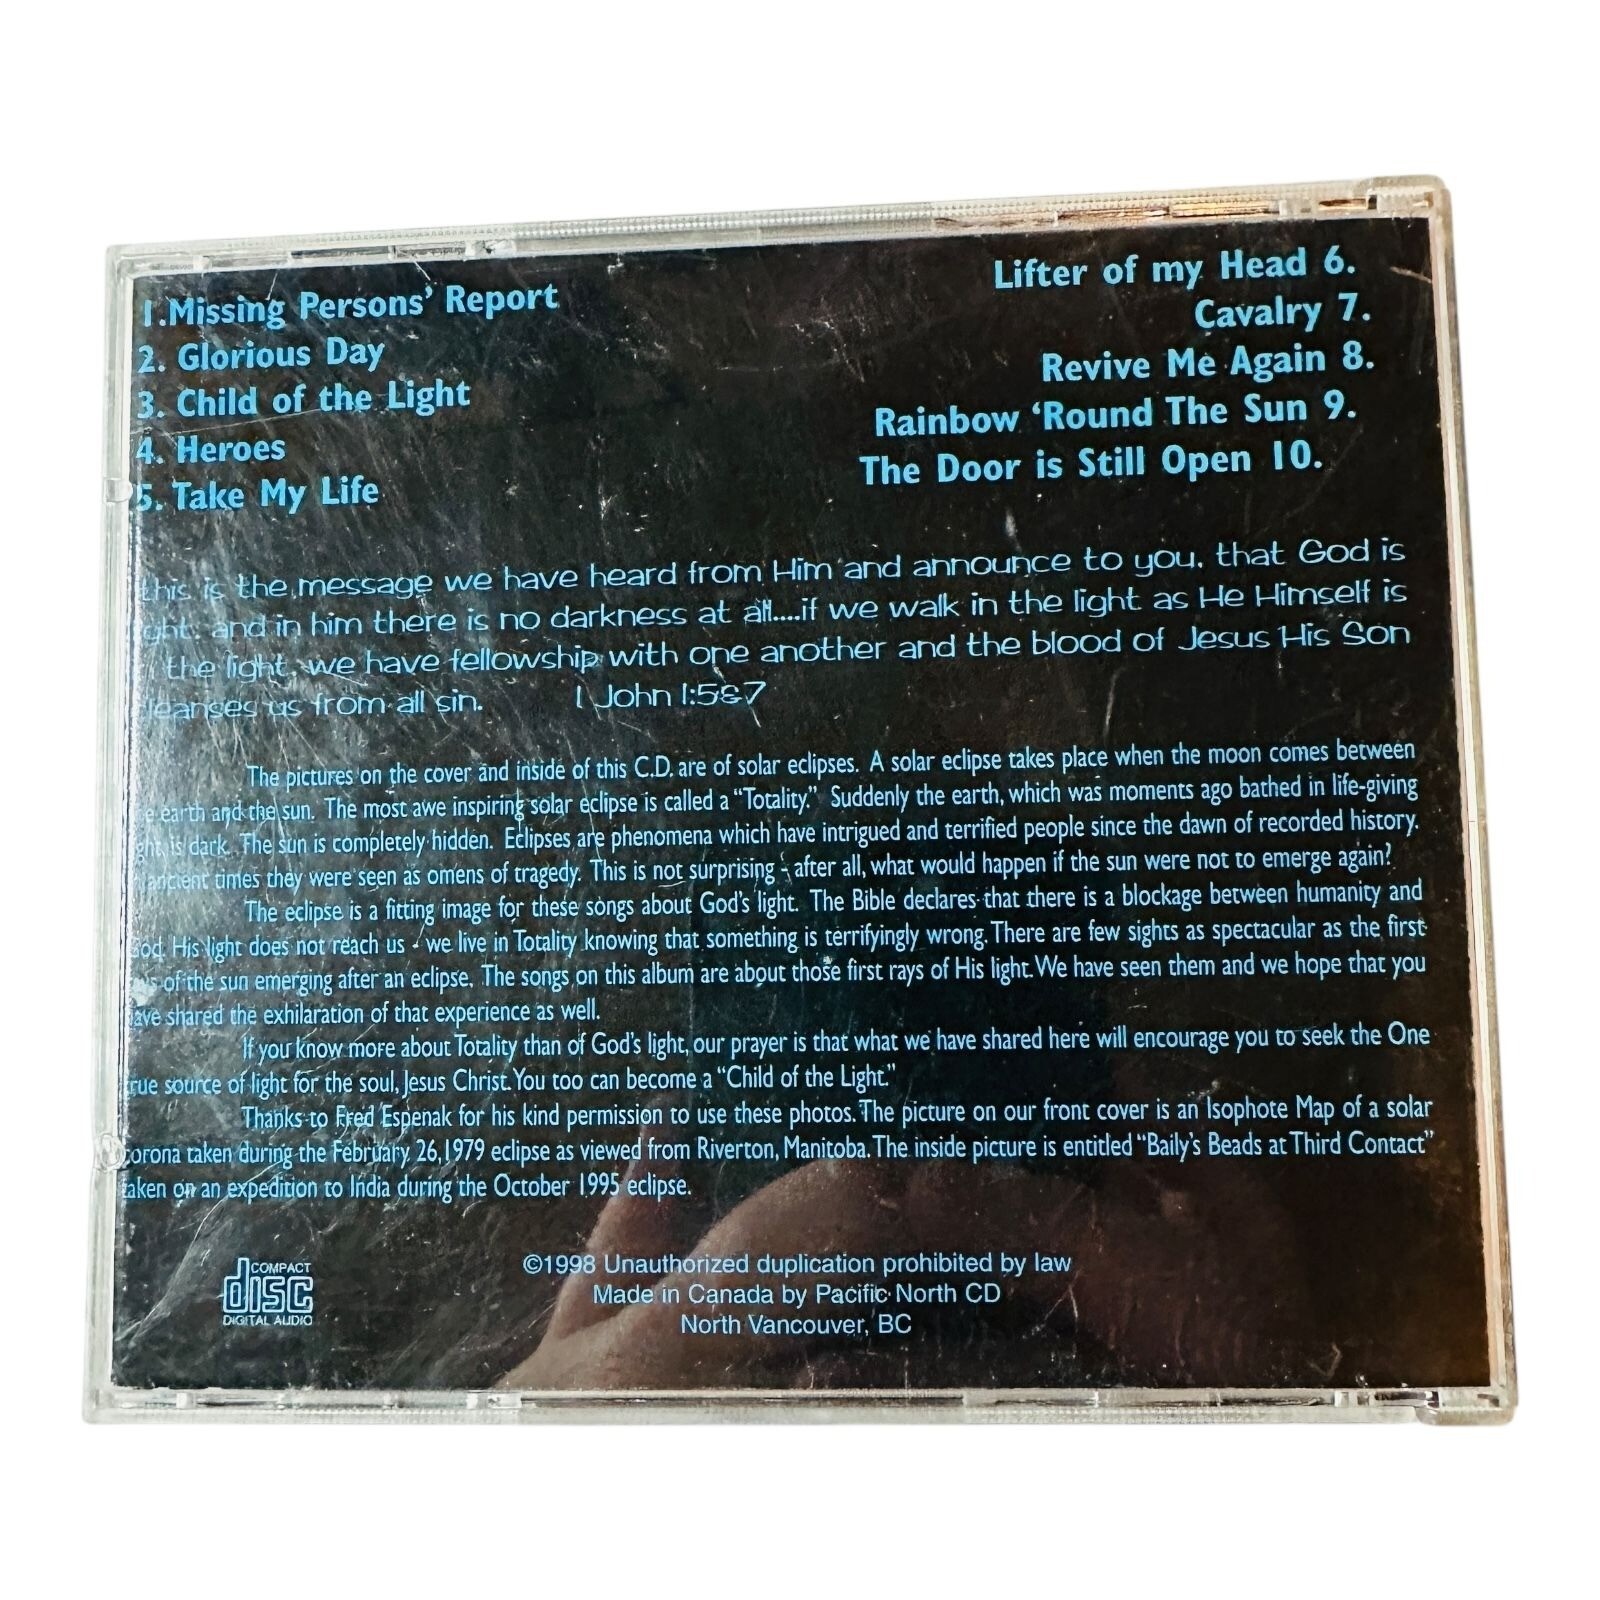 1.Missing Persons' Report
2. Glorious Day
3. Child of the Light
4. Heroes
5. Take My Life
Lifter of my Head 6.
Cavalry 7.
Revive Me Again 8.
Rainbow 'Round The Sun 9.
The Door is Still Open 10.
this is the message we have heard from Him and announce to you, that God is
and in him there is no darkness at all....if we walk in the light as He Himself is
the light, we have fellowship with one another and the blood of Jesus His Son
cleanses us from all sin. 1 John 1:5&7
The pictures on the cover and inside of this C.D. are of solar eclipses. A solar eclipse takes place when the moon comes between
earth and the sun. The most awe inspiring solar eclipse is called a "Totality." Suddenly the earth, which was moments ago bathed in life-giving
is dark. The sun is completely hidden. Eclipses are phenomena which have intrigued and terrified people since the dawn of recorded history.
ancient times they were seen as omens of tragedy. This is not surprising - after all, what would happen if the sun were not to emerge again?
The eclipse is a fitting image for these songs about God's light. The Bible declares that there is a blockage between humanity and
God. His light does not reach us - we live in Totality knowing that something is terrifyingly wrong. There are few sights as spectacular as the first
of the sun emerging after an eclipse. The songs on this album are about those first rays of His light. We have seen them and we hope that you
have shared the exhilaration of that experience as well.
If you know more about Totality than of God's light, our prayer is that what we have shared here will encourage you to seek the One
true source of light for the soul, Jesus Christ. You too can become a "Child of the Light."
Thanks to Fred Espenak for his kind permission to use these photos. The picture on our front cover is an Isophote Map of a solar
corona taken during the February 26, 1979 eclipse as viewed from Riverton, Manitoba. The inside picture is entitled "Baily's Beads at Third Contact"
taken on an expedition to India during the October 1995 eclipse.
COMPACT
disc
DIGITAL AUDIO
©1998 Unauthorized duplication prohibited by law
Made in Canada by Pacific North CD
North Vancouver, BC